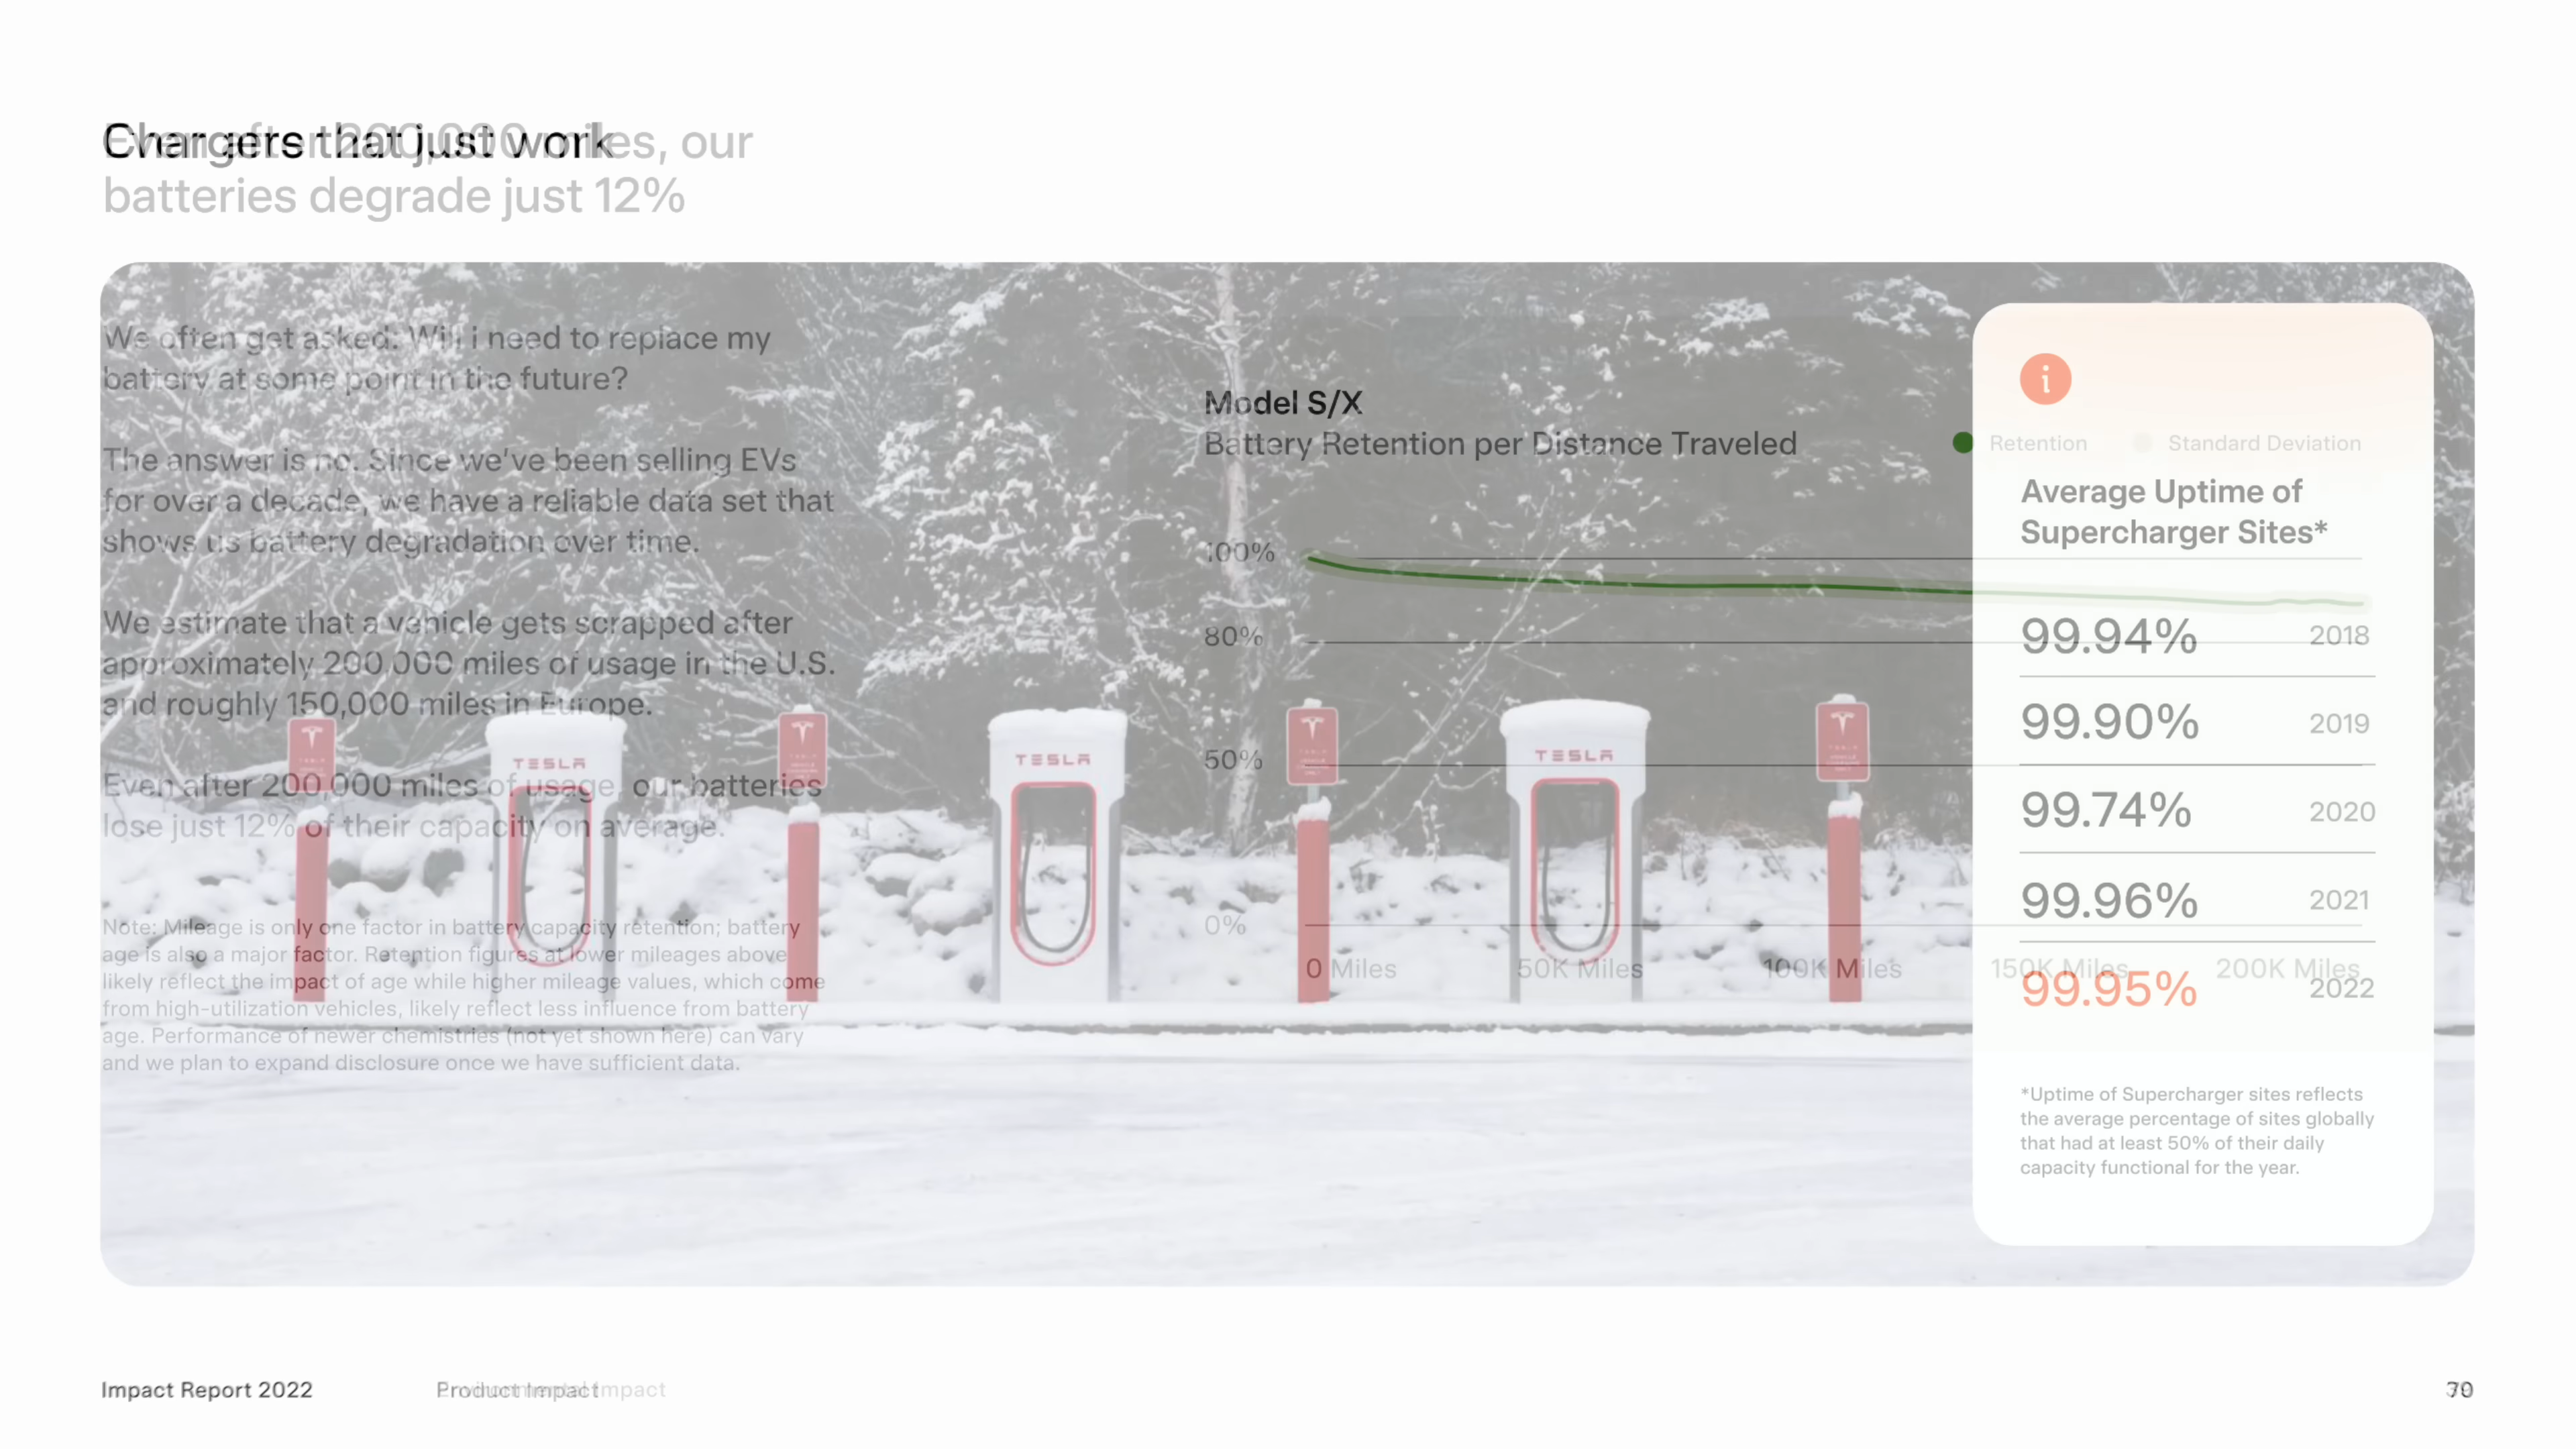 Chargers that just work
Even after 200,000 miles, our
batteries degrade just 12%
We often get asked: Will i need to replace my
battery at some point in the future?
The answer is no. Since we've been selling EVs
for over a decade, we have a reliable data set that
shows us battery degradation over time.
We estimate that a vehicle gets scrapped after
approximately 200,000 miles of usage in the U.S.
and roughly 150,000 miles in Europe.
Even after 200,000 miles of usage, our batteries
lose just 12% of their capacity on average.
Note: Mileage is only one factor in battery capacity retention; battery
age is also a major factor. Retention figures at lower mileages above
likely reflect the impact of age while higher mileage values, which come
from high-utilization vehicles, likely reflect less influence from battery
age. Performance of newer chemistries (not yet shown here) can vary
and we plan to expand disclosure once we have sufficient data.
TESLA
TESLA
TESLA
Model S/X
Battery Retention per Distance Traveled
Retention Standard Deviation
100%
80%
50%
0%
0 Miles 50K Miles 100K Miles 150K Miles 200K Miles
Average Uptime of
Supercharger Sites*
99.94% 2018
99.90% 2019
99.74% 2020
99.96% 2021
99.95% 2022
*Uptime of Supercharger sites reflects
the average percentage of sites globally
that had at least 50% of their daily
capacity functional for the year.
Impact Report 2022 Product Impact
Environmental Impact